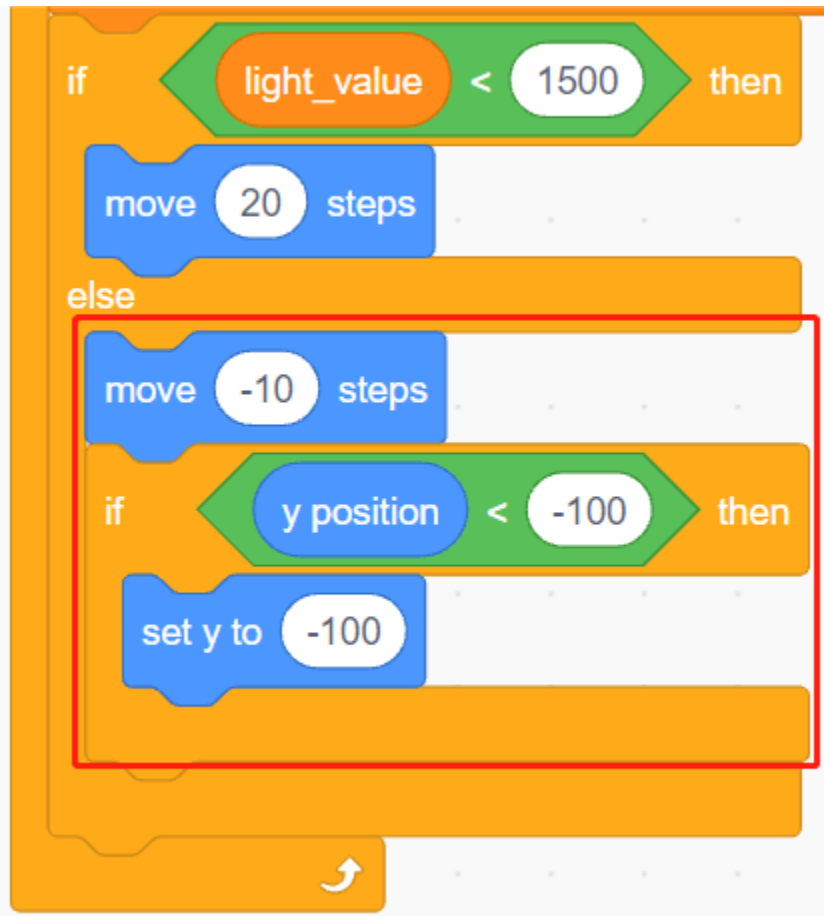 if light_value < 1500 then
move 20 steps
else
move -10 steps
if y position < -100 then
set y to -100